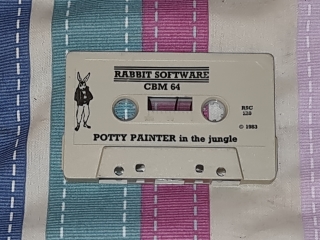 RABBIT SOFTWARE
CBM 64
RSC
128
© 1983
POTTY PAINTER in the jungle